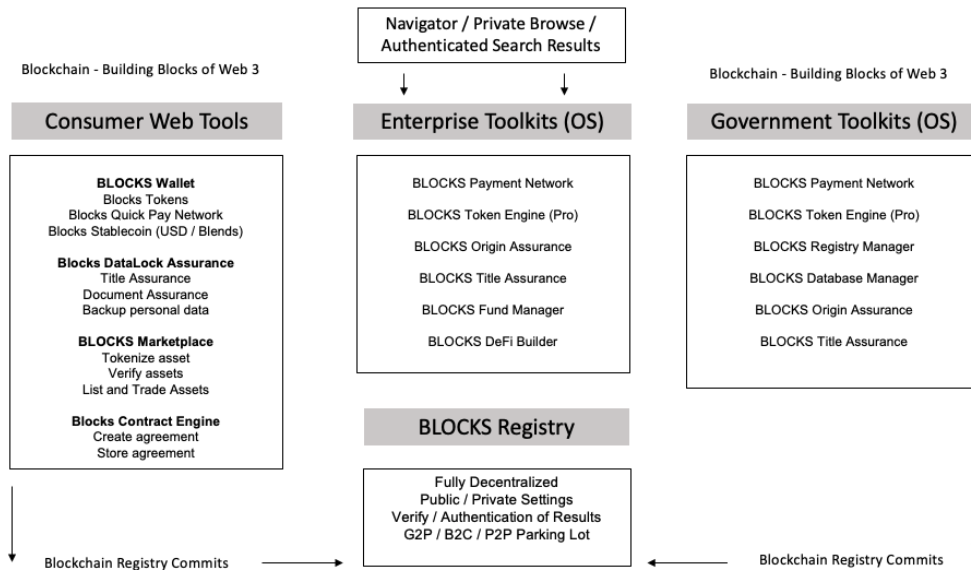 Navigator / Private Browse /
Authenticated Search Results
Blockchain - Building Blocks of Web 3
Blockchain - Building Blocks of Web 3
Consumer Web Tools
BLOCKS Wallet
Blocks Tokens
Blocks Quick Pay Network
Blocks Stablecoin (USD / Blends)
Blocks DataLock Assurance
Title Assurance
Document Assurance
Backup personal data
BLOCKS Marketplace
Tokenize asset
Verify assets
List and Trade Assets
Blocks Contract Engine
Create agreement
Store agreement
Enterprise Toolkits (OS)
BLOCKS Payment Network
BLOCKS Token Engine (Pro)
BLOCKS Origin Assurance
BLOCKS Title Assurance
BLOCKS Fund Manager
BLOCKS DeFi Builder
Government Toolkits (OS)
BLOCKS Payment Network
BLOCKS Token Engine (Pro)
BLOCKS Registry Manager
BLOCKS Database Manager
BLOCKS Origin Assurance
BLOCKS Title Assurance
BLOCKS Registry
Fully Decentralized
Public / Private Settings
Verify / Authentication of Results
G2P / B2C / P2P Parking Lot
Blockchain Registry Commits
Blockchain Registry Commits